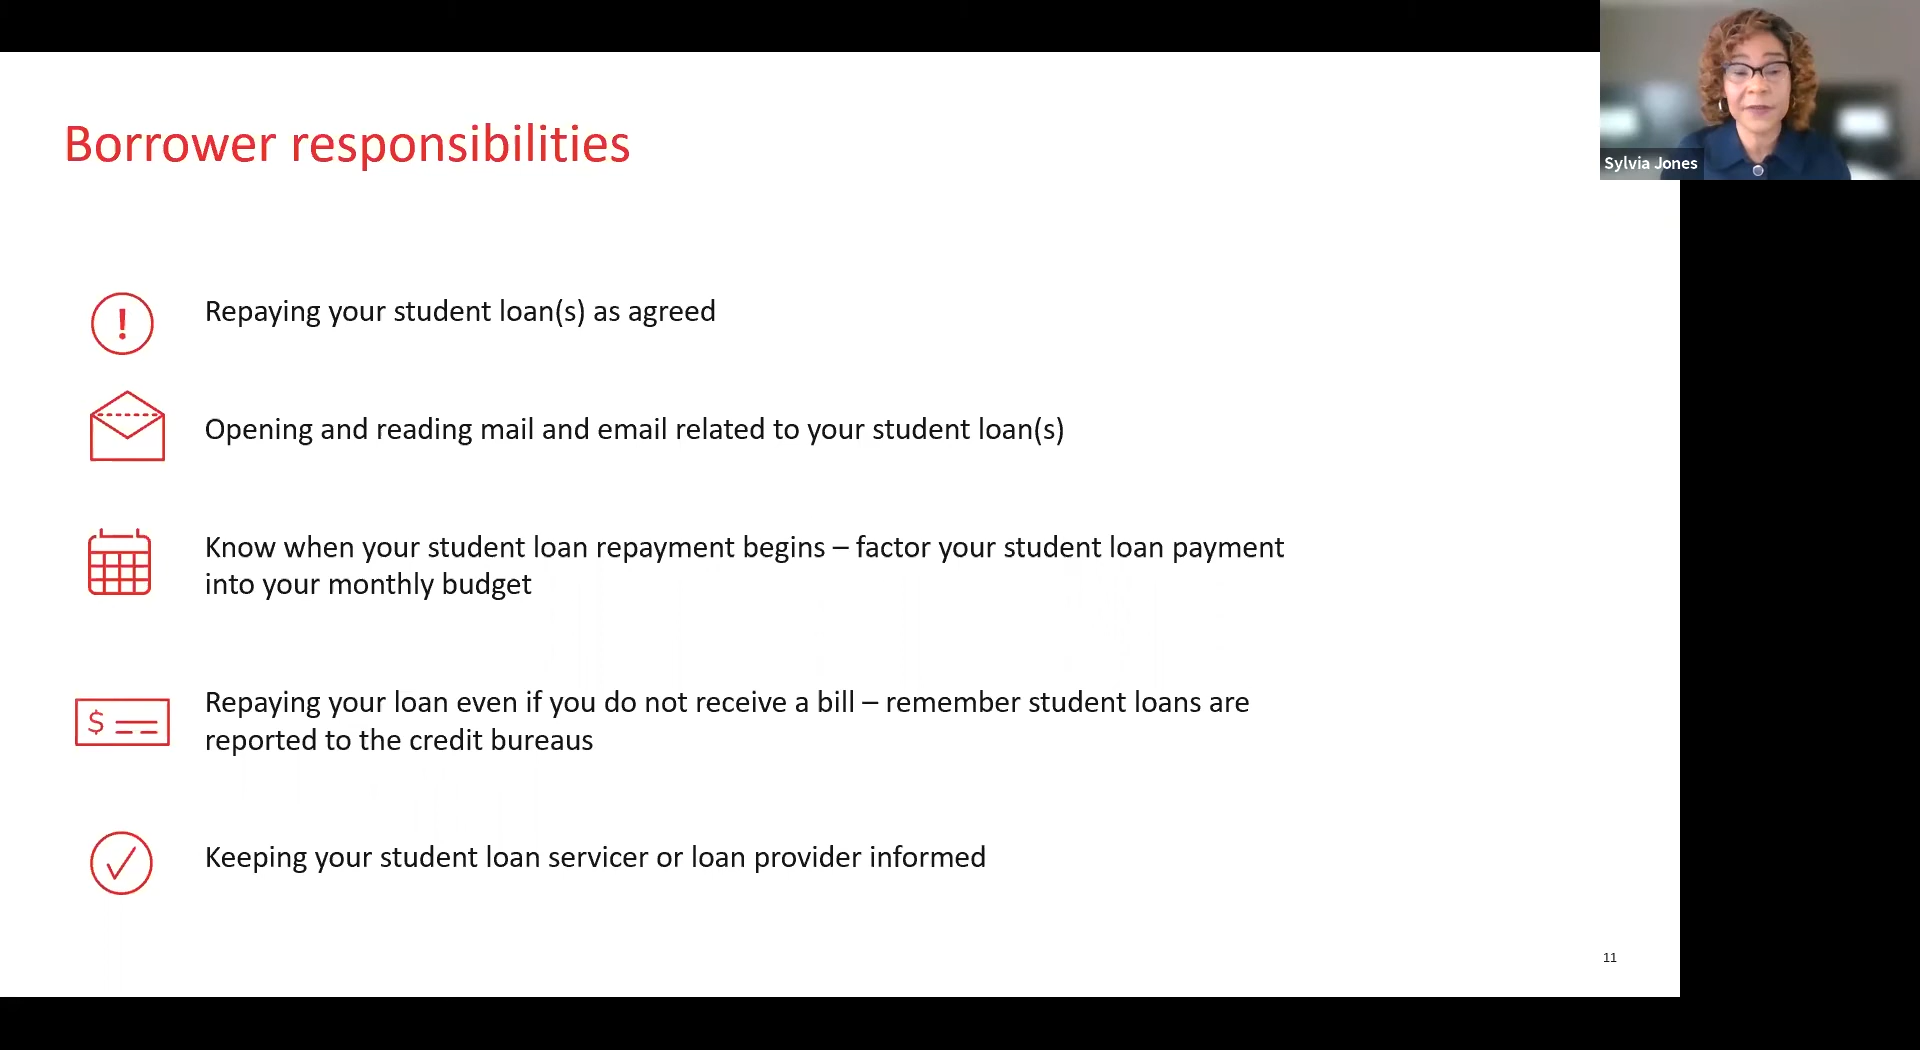 Borrower responsibilities
Sylvia Jones
!
Repaying your student loan(s) as agreed
Opening and reading mail and email related to your student loan(s)
Know when your student loan repayment begins – factor your student loan payment
into your monthly budget
$
Repaying your loan even if you do not receive a bill – remember student loans are
reported to the credit bureaus
Keeping your student loan servicer or loan provider informed
11